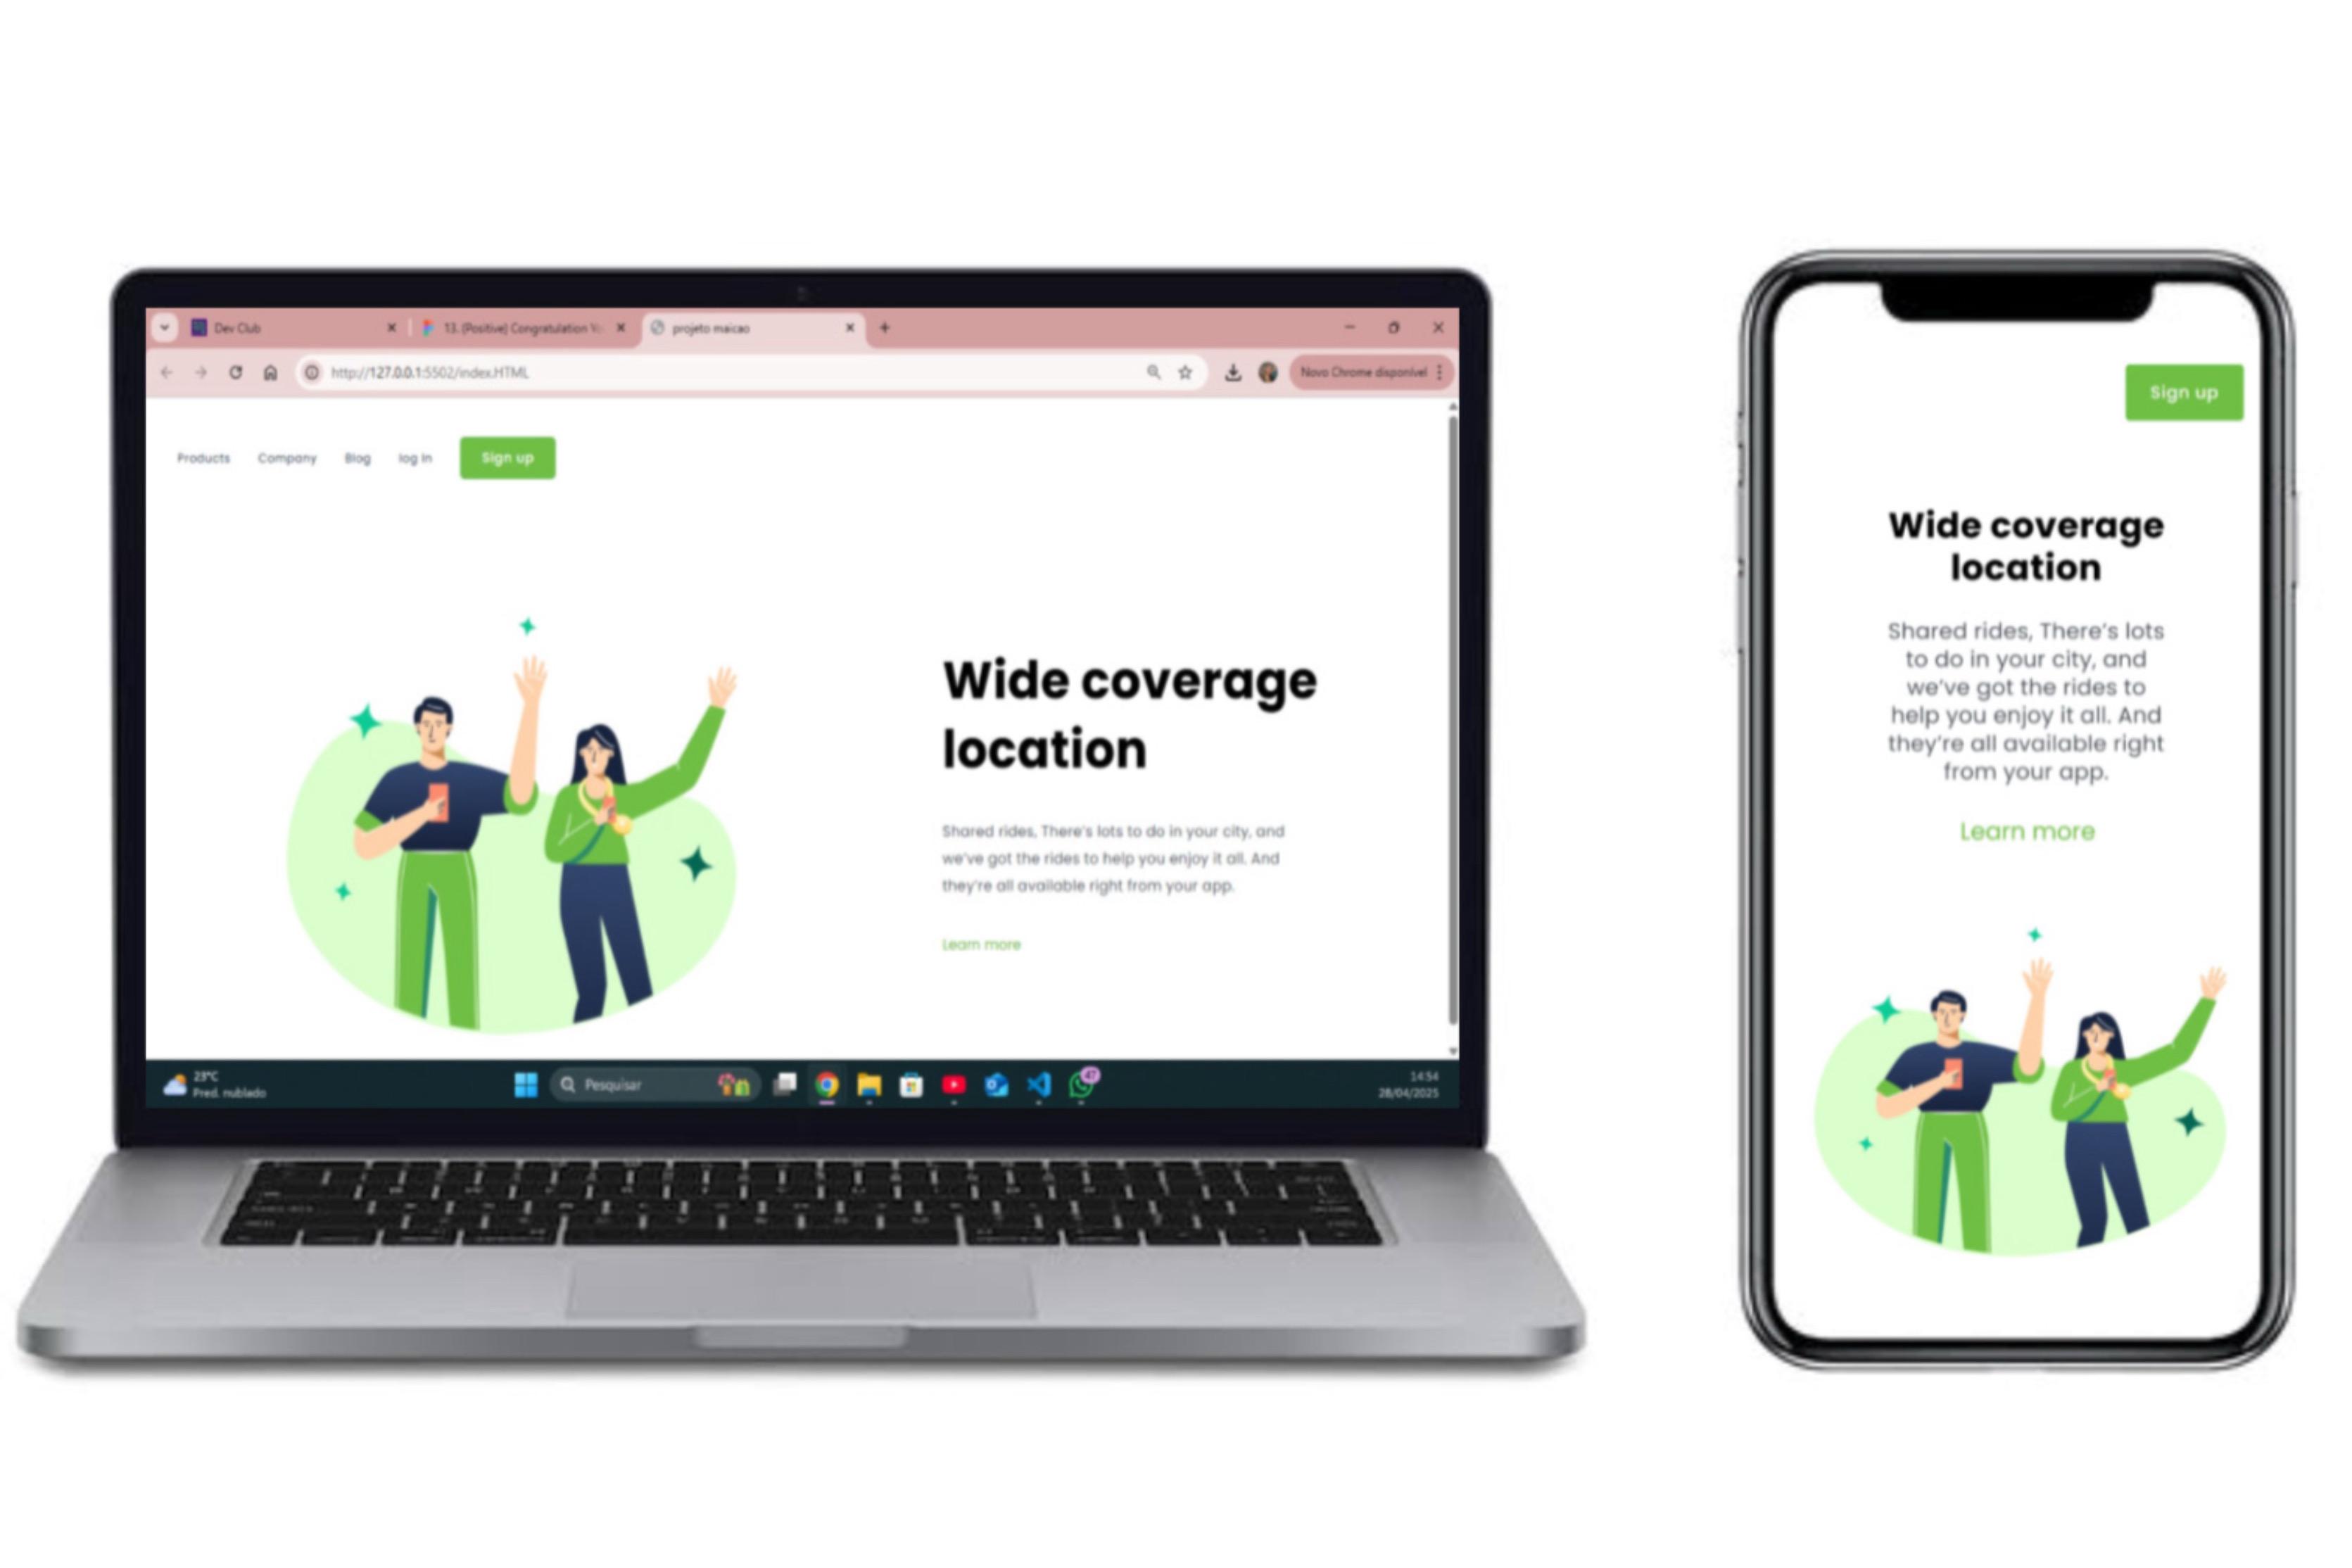 Dev Club
13. (Positive) Congratulation
projeto maicao
http://127.0.0.1:5502/index.HTML
Novo Chrome disponível
Products Company Blog log In Sign up
Wide coverage
location
Shared rides, There's lots to do in your city, and
we've got the rides to help you enjoy it all. And
they're all available right from your app.
Learn more
23°C
Pred. nublado
Pesquisar
47
14:54
28/04/2025
Sign up
Wide coverage
location
Shared rides, There's lots
to do in your city, and
we've got the rides to
help you enjoy it all. And
they're all available right
from your app.
Learn more